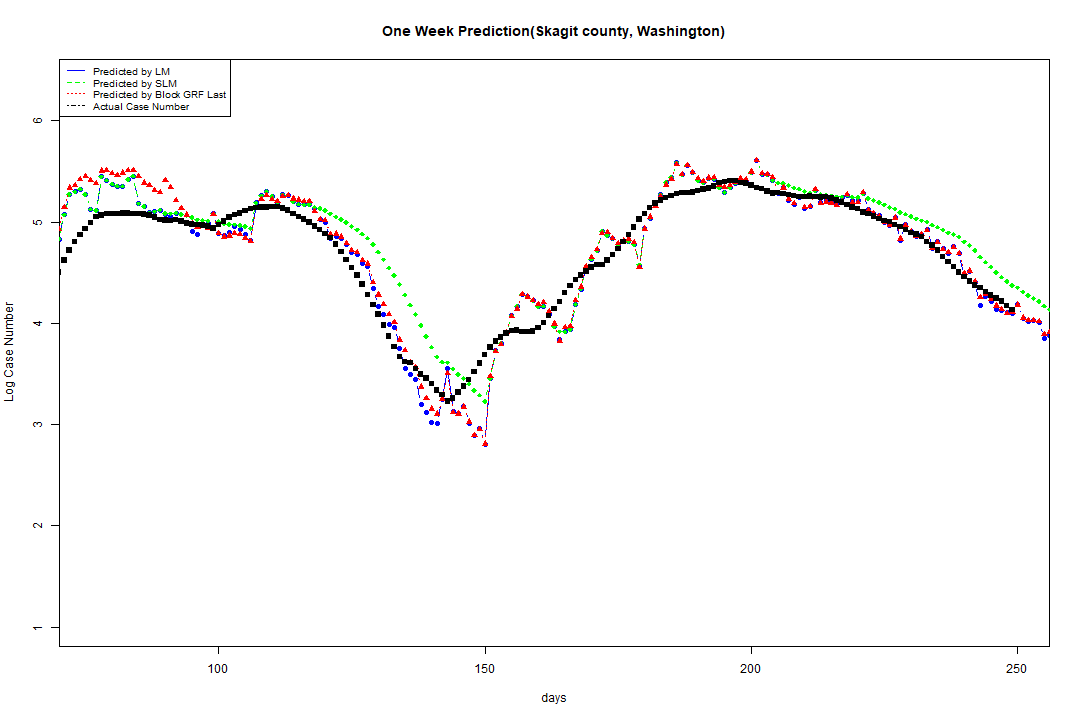 One Week Prediction(Skagit county, Washington)
Predicted by LM
Predicted by SLM
Predicted by Block GRF Last
Actual Case Number
6
5
4
3
2
1
Log Case Number
100 150 200 250
days